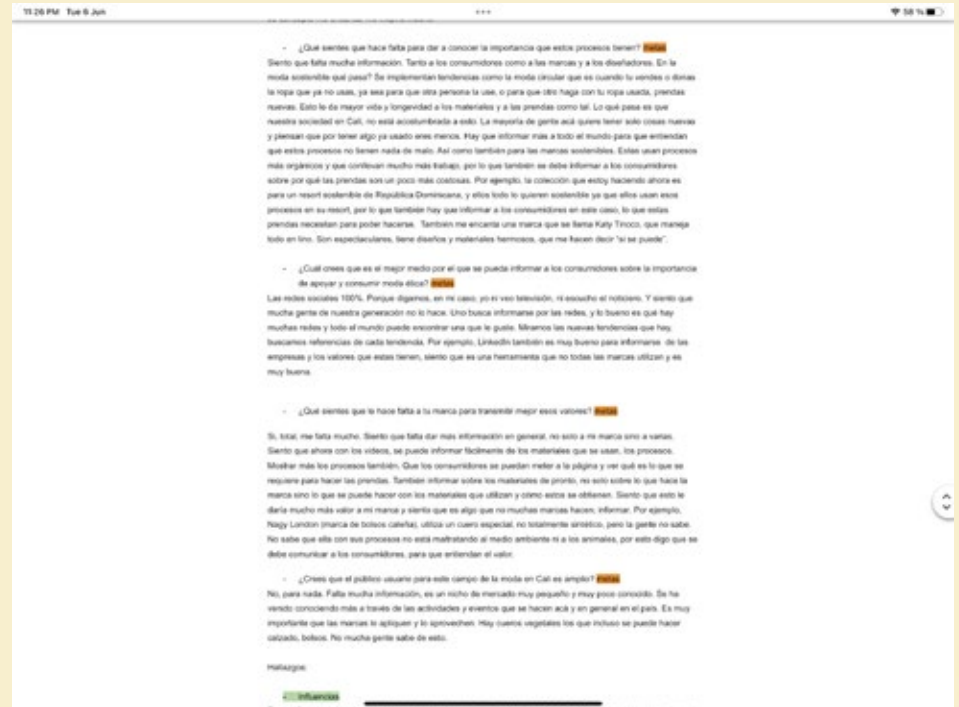 11:26 PM Tue 6 Jun
58 %
- ¿Qué sientes que hace falta para dar a conocer la importancia que estos procesos tienen? metas
Siento que falta mucha información. Tanto a los consumidores como a las marcas y a los diseñadores. En la
moda sostenible qué pasa? Se implementan tendencias como la moda circular que es cuando tu vendes o donas
la ropa que ya no usas, ya sea para que otra persona la use, o para que otro haga con tu ropa usada, prendas
nuevas. Esto le da mayor vida y longevidad a los materiales y a las prendas como tal. Lo qué pasa es que
nuestra sociedad en Cali, no está acostumbrada a esto. La mayoría de gente acá quiere tener solo cosas nuevas
y piensan que por tener algo ya usado eres menos. Hay que informar más a todo el mundo para que entiendan
que estos procesos no tienen nada de malo. Así como también para las marcas sostenibles. Estas usan procesos
más orgánicos y que conllevan mucho más trabajo, por lo que también se debe informar a los consumidores
sobre por qué las prendas son un poco más costosas. Por ejemplo, la colección que estoy haciendo ahora es
para un resort sostenible de República Dominicana, y ellos todo lo quieren sostenible ya que ellos usan esos
procesos en su resort, por lo que también hay que informar a los consumidores en este caso, lo que estas
prendas necesitan para poder hacerse. También me encanta una marca que se llama Katy Tinoco, que maneja
todo en lino. Son espectaculares, tiene diseños y materiales hermosos, que me hacen decir "si se puede".
- ¿Cuál crees que es el mejor medio por el que se pueda informar a los consumidores sobre la importancia
de apoyar y consumir moda ética? metas
Las redes sociales 100%. Porque digamos, en mi caso, yo ni veo televisión, ni escucho el noticiero. Y siento que
mucha gente de nuestra generación no lo hace. Uno busca informarse por las redes, y lo bueno es qué hay
muchas redes y todo el mundo puede encontrar una que le guste. Miramos las nuevas tendencias que hay,
buscamos referencias de cada tendencia. Por ejemplo, LinkedIn también es muy bueno para informarse de las
empresas y los valores que estas tienen, siento que es una herramienta que no todas las marcas utilizan y es
muy buena.
- ¿Qué sientes que le hace falta a tu marca para transmitir mejor esos valores? metas
Si, total, me falta mucho. Siento que falta dar más información en general, no solo a mi marca sino a varias.
Siento que ahora con los videos, se puede informar fácilmente de los materiales que se usan, los procesos.
Mostrar más los procesos también. Que los consumidores se puedan meter a la página y ver qué es lo que se
requiere para hacer las prendas. También informar sobre los materiales de pronto, no solo sobre lo que hace la
marca sino lo que se puede hacer con los materiales que utilizan y cómo estos se obtienen. Siento que esto le
daría mucho más valor a mi marca y siento que es algo que no muchas marcas hacen, informar. Por ejemplo,
Nagy London (marca de bolsos caleña), utiliza un cuero especial, no totalmente sintético, pero la gente no sabe.
No sabe que ella con sus procesos no está maltratando al medio ambiente ni a los animales, por esto digo que se
debe comunicar a los consumidores, para que entiendan el valor.
- ¿Crees que el público usuario para este campo de la moda en Cali es amplio? metas
No, para nada. Falta mucha información, es un nicho de mercado muy pequeño y muy poco conocido. Se ha
venido conociendo más a través de las actividades y eventos que se hacen acá y en general en el país. Es muy
importante que las marcas lo apliquen y lo aprovechen. Hay cueros vegetales los que incluso se puede hacer
calzado, bolsos. No mucha gente sabe de esto.
Hallazgos:
- Influencias